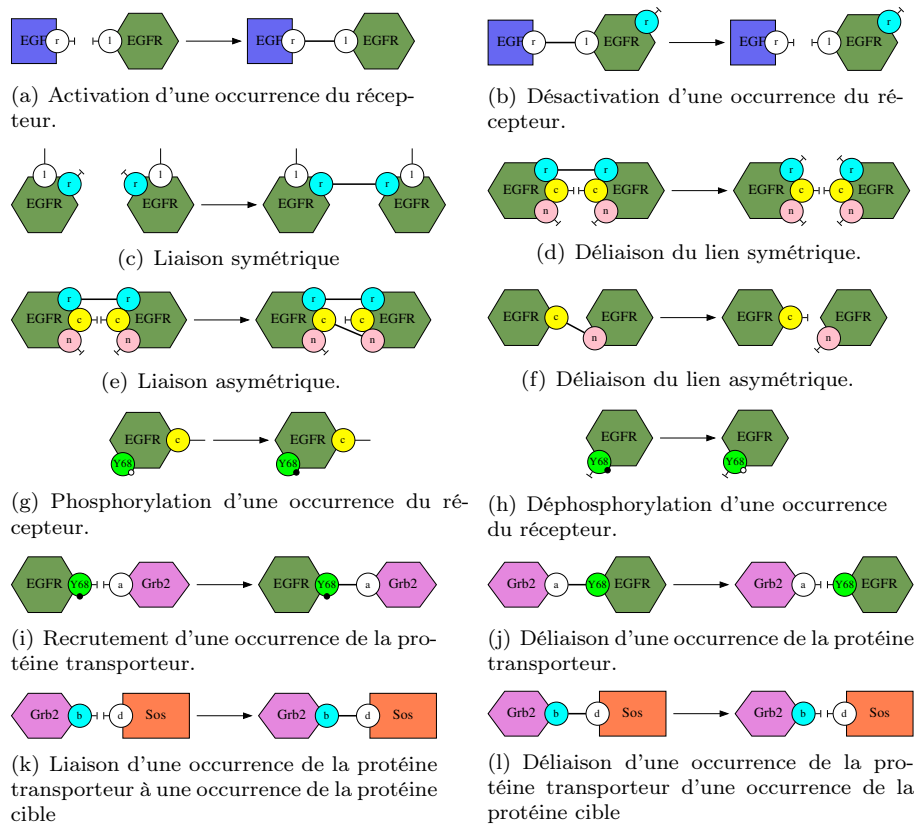 EGF r l EGFR EGF r l EGFR
(a) Activation d'une occurrence du récep-
teur.
EGF r l EGFR r EGF r l EGFR r
(b) Désactivation d'une occurrence du ré-
cepteur.
l r EGFR r l EGFR l r EGFR r l EGFR
(c) Liaison symétrique
EGFR r c n r c n EGFR EGFR r c n r c n EGFR
(d) Déliaison du lien symétrique.
EGFR r c n r c n EGFR EGFR r c n r c n EGFR
(e) Liaison asymétrique.
EGFR c n EGFR EGFR c n EGFR
(f) Déliaison du lien asymétrique.
EGFR c Y68 EGFR c Y68
(g) Phosphorylation d'une occurrence du ré-
cepteur.
EGFR Y68 EGFR Y68
(h) Déphosphorylation d'une occurrence
du récepteur.
EGFR Y68 a Grb2 EGFR Y68 a Grb2
(i) Recrutement d'une occurrence de la pro-
téine transporteur.
Grb2 a Y68 EGFR Grb2 a Y68 EGFR
(j) Déliaison d'une occurrence de la protéine
transporteur.
Grb2 b d Sos Grb2 b d Sos
(k) Liaison d'une occurrence de la protéine
transporteur à une occurrence de la protéine
cible
Grb2 b d Sos Grb2 b d Sos
(l) Déliaison d'une occurrence de la pro-
téine transporteur d'une occurrence de la
protéine cible